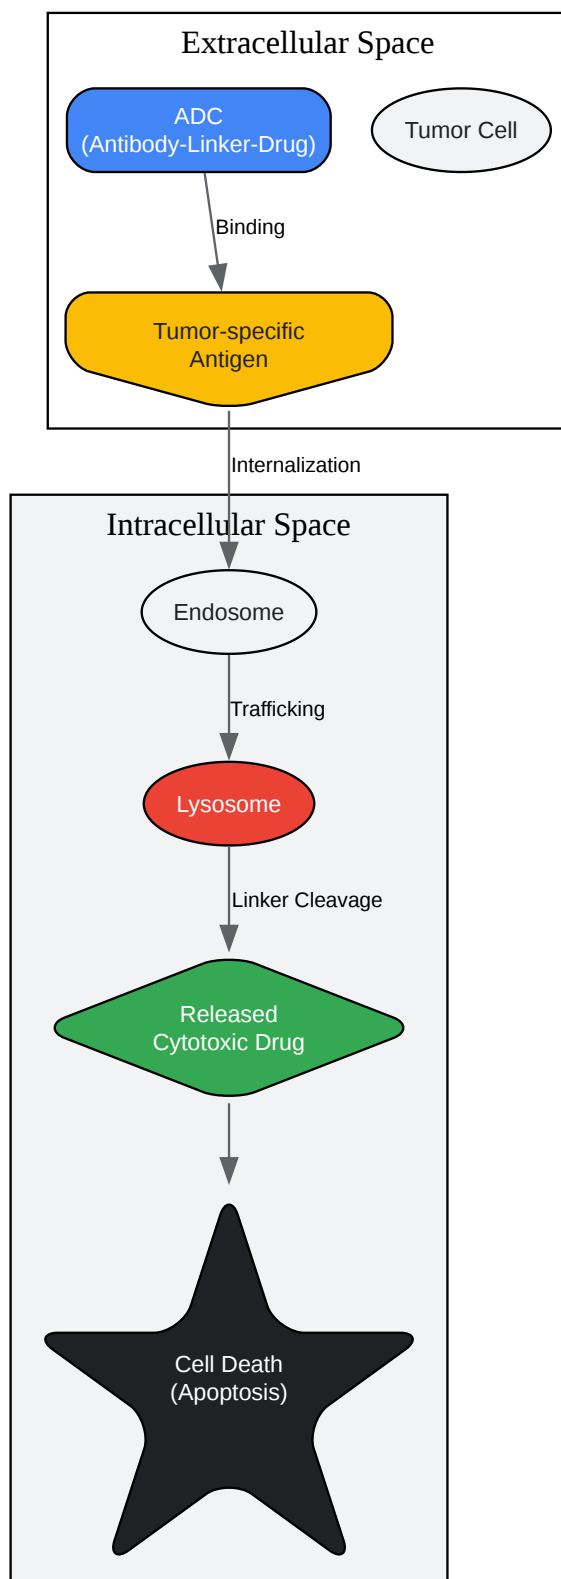 Extracellular Space
ADC
(Antibody-Linker-Drug)
Tumor Cell
Binding
Tumor-specific
Antigen
Internalization
Intracellular Space
Endosome
Trafficking
Lysosome
Linker Cleavage
Released
Cytotoxic Drug
Cell Death
(Apoptosis)